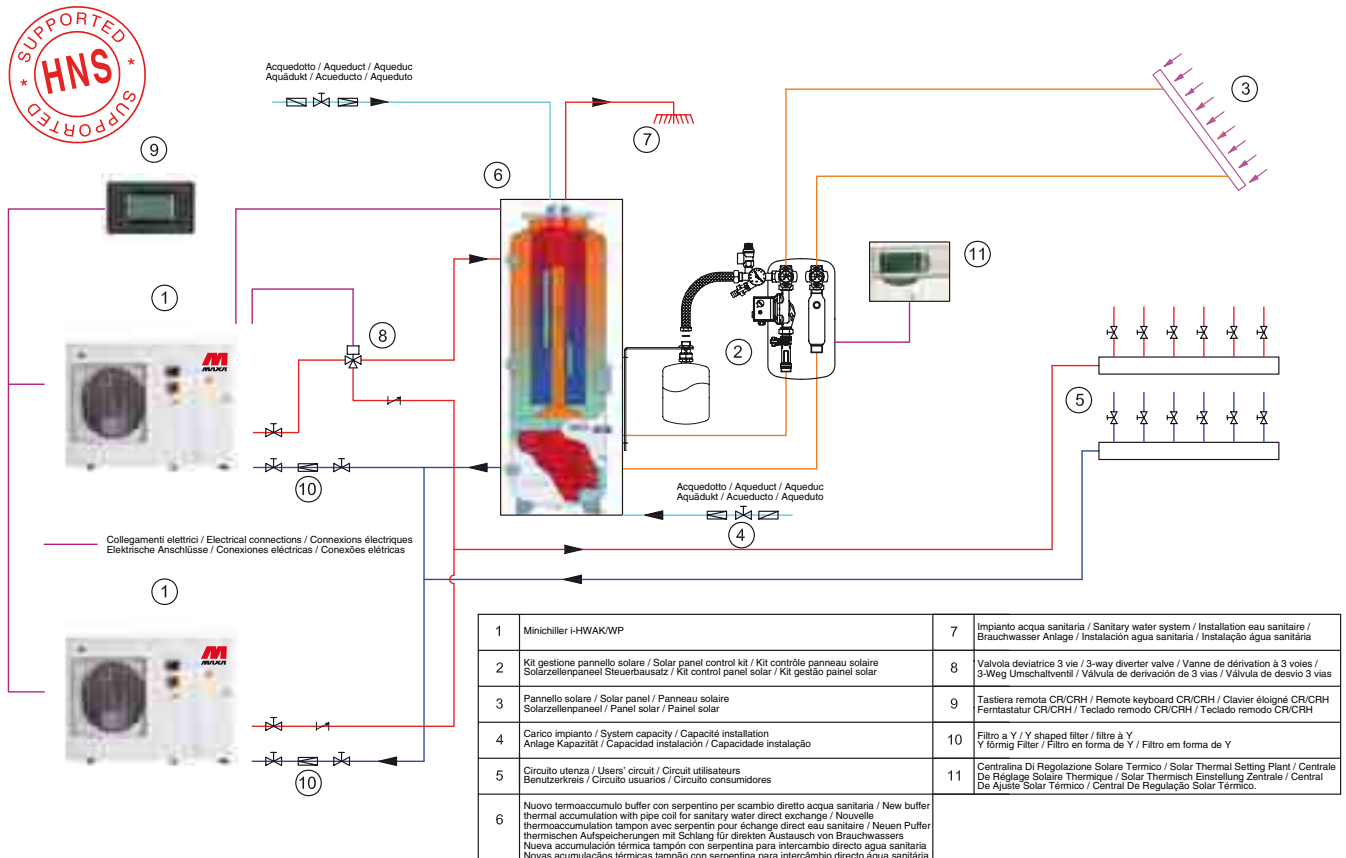 SUPPORTED
HNS
SUPPORTED
Acquedotto / Aqueduct / Aqueduc
Aquädukt / Acueducto / Aqueduto
3
7
9
6
11
1
8
2
MAXA
5
10
Acquedotto / Aqueduct / Aqueduc
Aquädukt / Acueducto / Aqueduto
4
Collegamenti elettrici / Electrical connections / Connexions électriques
Elektrische Anschlüsse / Conexiones eléctricas / Conexões elétricas
1
MAXA
10
1 Minichiller i-HWAK/WP
2 Kit gestione pannello solare / Solar panel control kit / Kit contrôle panneau solaire
Solarzellenpaneel Steuerbausatz / Kit control panel solar / Kit gestão painel solar
3 Pannello solare / Solar panel / Panneau solaire
Solarzellenpaneel / Panel solar / Painel solar
4 Carico impianto / System capacity / Capacité installation
Anlage Kapazität / Capacidad instalación / Capacidade instalação
5 Circuito utenza / Users' circuit / Circuit utilisateurs
Benutzerkreis / Circuito usuarios / Circuito consumidores
6 Nuovo termoaccumulo buffer con serpentino per scambio diretto acqua sanitaria / New buffer
thermal accumulation with pipe coil for sanitary water direct exchange / Nouvelle
thermoaccumulation tampon avec serpentin pour échange direct eau sanitaire / Neuen Puffer
thermischen Aufspeicherungen mit Schlang für direkten Austausch von Brauchwassers
Nueva accumulación térmica tampón con serpentina para intercambio directo agua sanitaria
Novas acumulações térmicas tampão con serpentina para intercâmbio directo água sanitária
7 Impianto acqua sanitaria / Sanitary water system / Installation eau sanitaire /
Brauchwasser Anlage / Instalación agua sanitaria / Instalação água sanitária
8 Valvola deviatrice 3 vie / 3-way diverter valve / Vanne de dérivation à 3 voies /
3-Weg Umschaltventil / Válvula de derivación de 3 vias / Válvula de desvio 3 vias
9 Tastiera remota CR/CRH / Remote keyboard CR/CRH / Clavier éloigné CR/CRH
Ferntastatur CR/CRH / Teclado remodo CR/CRH / Teclado remodo CR/CRH
10 Filtro a Y / Y shaped filter / filtre à Y
Y förmig Filter / Filtro en forma de Y / Filtro em forma de Y
11 Centralina Di Regolazione Solare Termico / Solar Thermal Setting Plant / Centrale
De Réglage Solaire Thermique / Solar Thermisch Einstellung Zentrale / Central
De Ajuste Solar Térmico / Central De Regulação Solar Térmico.